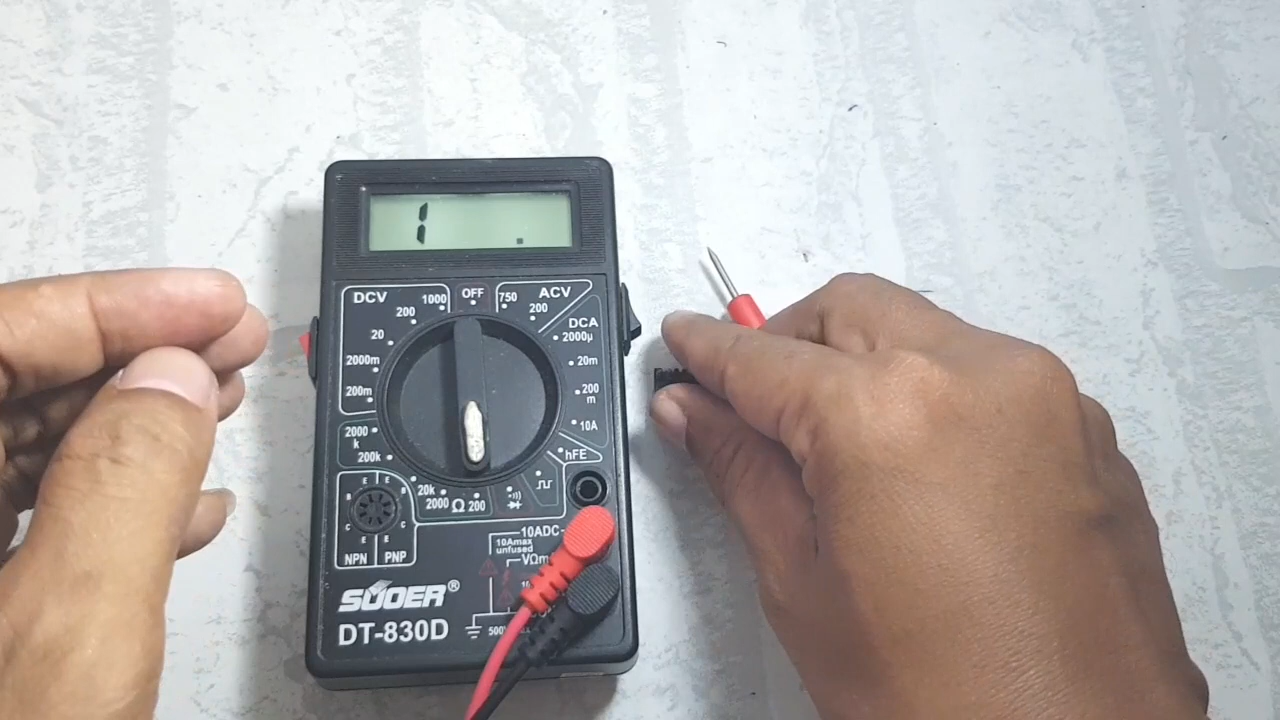 1 .
DCV
1000
OFF
750
ACV
200
200
DCA
20
2000µ
2000m
20m
200m
200
m
2000
k
10A
200k
hFE
20k
2000
Ω
200
E E
B B
C C
E E
NPN PNP
10ADC
10Amax
unfused
VΩm
SUOER®
DT-830D
500